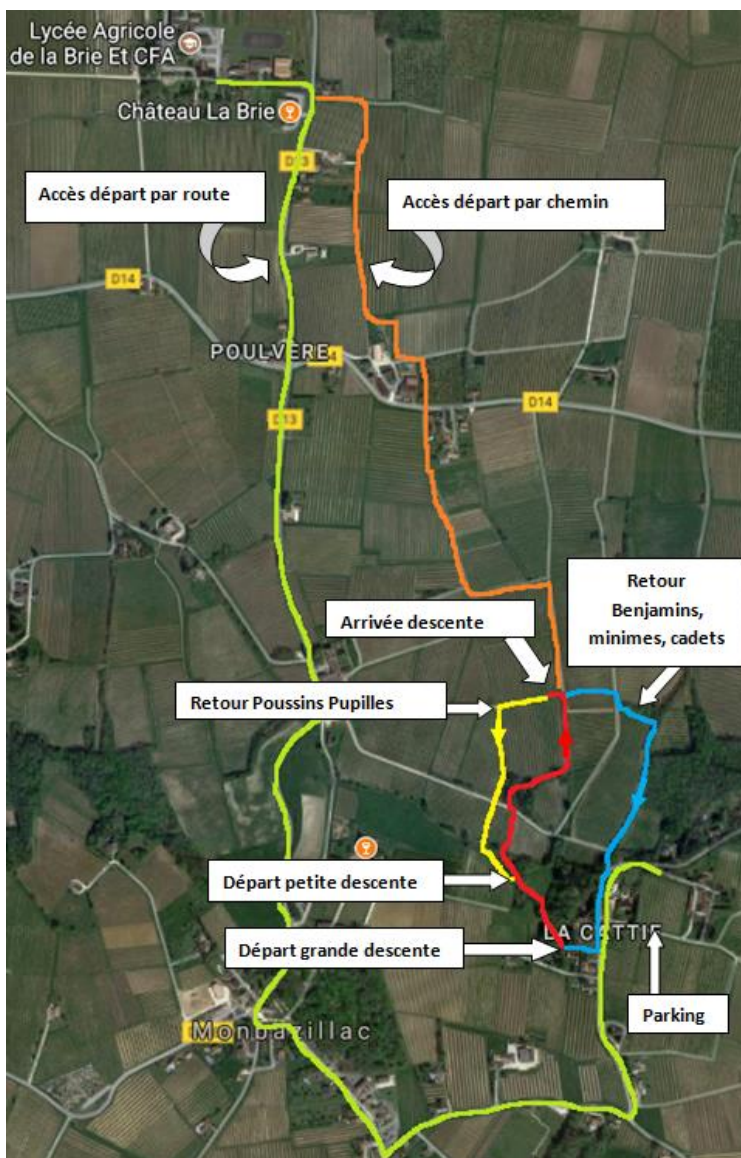 Lycée Agricole
de la Brie Et CFA
Château La Brie
D13
Accès départ par route
Accès départ par chemin
D14
POULVERE
D14
D13
Retour
Benjamins,
minimes, cadets
Arrivée descente
Retour Poussins Pupilles
Départ petite descente
LA CATTIE
Départ grande descente
Parking
Monbazillac